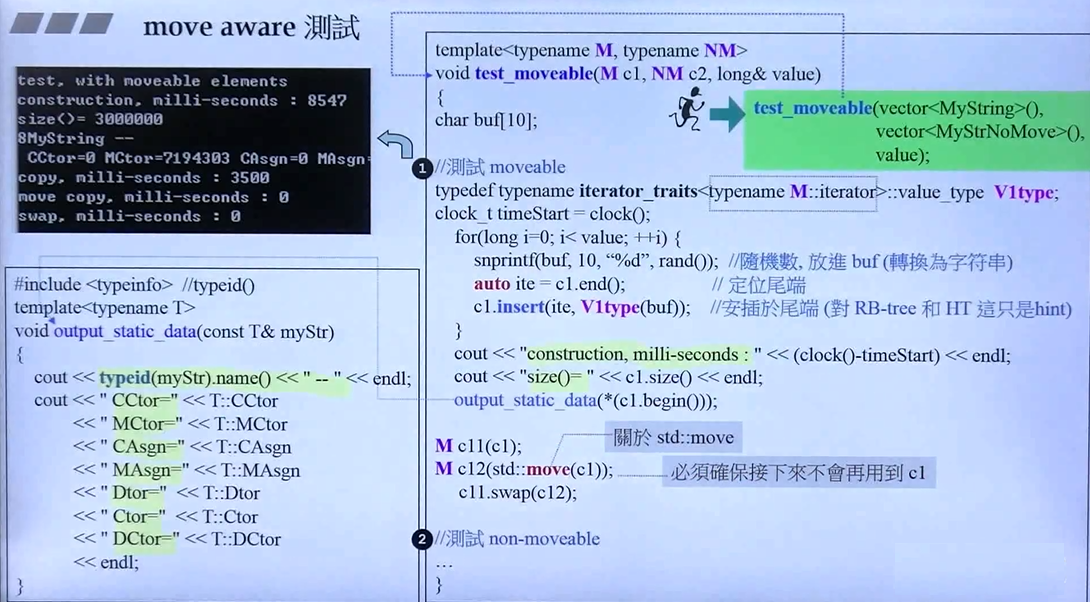 move aware 測試
test, with moveable elements
construction, milli-seconds : 8547
size()= 3000000
8MyString --
CCtor=0 MCtor=7194303 CAsgn=0 MAsgn=
copy, milli-seconds : 3500
move copy, milli-seconds : 0
swap, milli-seconds : 0
#include <typeinfo> //typeid()
template<typename T>
void output_static_data(const T& myStr)
{
cout << typeid(myStr).name() << " -- " << endl;
cout << " CCtor=" << T::CCtor
<< " MCtor=" << T::MCtor
<< " CAsgn=" << T::CAsgn
<< " MAsgn=" << T::MAsgn
<< " Dtor=" << T::Dtor
<< " Ctor=" << T::Ctor
<< " DCtor=" << T::DCtor
<< endl;
}
template<typename M, typename NM>
void test_moveable(M c1, NM c2, long& value)
{
char buf[10];
test_moveable(vector<MyString>(),
vector<MyStrNoMove>(),
value);
1 //測試 moveable
typedef typename iterator_traits<typename M::iterator>::value_type V1type;
clock_t timeStart = clock();
for(long i=0; i< value; ++i) {
snprintf(buf, 10, “%d”, rand()); //隨機數, 放進 buf (轉換為字符串)
auto ite = c1.end(); // 定位尾端
c1.insert(ite, V1type(buf)); //安插於尾端 (對 RB-tree 和 HT 這只是hint)
}
cout << "construction, milli-seconds : " << (clock()-timeStart) << endl;
cout << "size()= " << c1.size() << endl;
output_static_data(*(c1.begin()));
M c11(c1);
關於 std::move
M c12(std::move(c1));
必須確保接下來不會再用到 c1
c11.swap(c12);
2 //測試 non-moveable
…
}